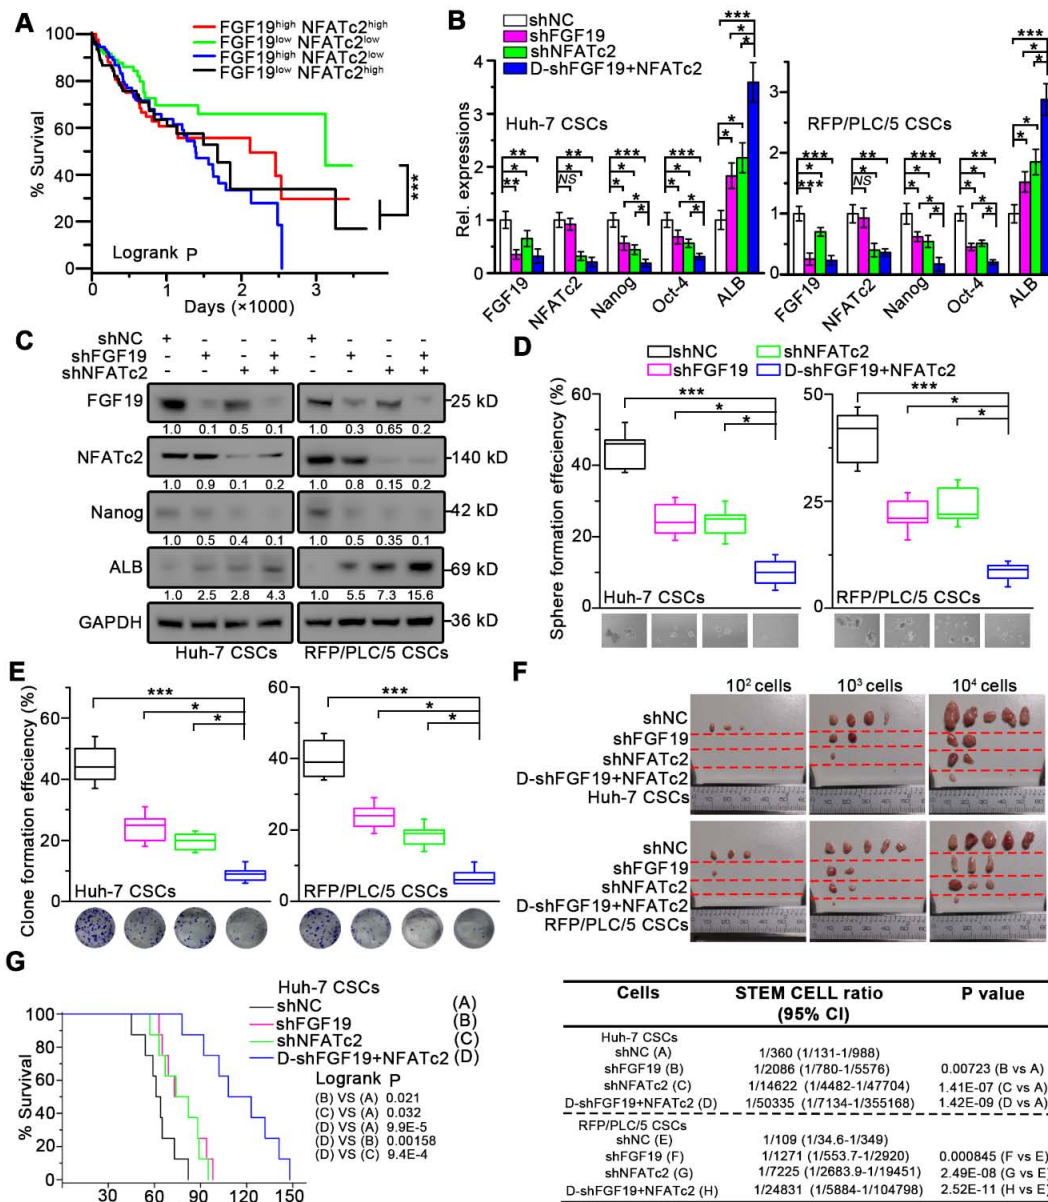 A
FGF19high NFATc2high
FGF19low NFATc2low
FGF19high NFATc2low
FGF19low NFATc2high
% Survival
100
80
60
40
20
0
***
Logrank P
0 1 2 3
Days (×1000)
B
shNC
shFGF19
shNFATc2
D-shFGF19+NFATc2
Rel. expressions
4
2
1
0
Huh-7 CSCs
** * **
** * NS
*** * *
*** * *
*** * * * *
FGF19 NFATc2 Nanog Oct-4 ALB
4
3
2
1
0
RFP/PLC/5 CSCs
*** * ***
** * NS
*** * *
*** * *
*** * * * *
FGF19 NFATc2 Nanog Oct-4 ALB
C
shNC + - - - + - - -
shFGF19 - + - + - + - +
shNFATc2 - - + + - - + +
FGF19 25 kD
1.0 0.1 0.5 0.1 1.0 0.3 0.65 0.2
NFATc2 140 kD
1.0 0.9 0.1 0.2 1.0 0.8 0.15 0.2
Nanog 42 kD
1.0 0.5 0.4 0.1 1.0 0.5 0.35 0.1
ALB 69 kD
1.0 2.5 2.8 4.3 1.0 5.5 7.3 15.6
GAPDH 36 kD
Huh-7 CSCs RFP/PLC/5 CSCs
D
shNC shNFATc2
shFGF19 D-shFGF19+NFATc2
Sphere formation effeciency (%)
60
40
20
0
***
*
*
Huh-7 CSCs
50
25
0
***
*
*
RFP/PLC/5 CSCs
E
Clone formation effeciency (%)
60
40
20
0
***
*
*
Huh-7 CSCs
60
40
20
0
***
*
*
RFP/PLC/5 CSCs
F
10² cells 10³ cells 10⁴ cells
shNC
shFGF19
shNFATc2
D-shFGF19+NFATc2
Huh-7 CSCs
shNC
shFGF19
shNFATc2
D-shFGF19+NFATc2
RFP/PLC/5 CSCs
G
Huh-7 CSCs
shNC (A)
shFGF19 (B)
shNFATc2 (C)
D-shFGF19+NFATc2 (D)
Logrank P
(B) VS (A) 0.021
(C) VS (A) 0.032
(D) VS (A) 9.9E-5
(D) VS (B) 0.00158
(D) VS (C) 9.4E-4
% Survival
100
80
60
40
20
0
0 30 60 90 120 150
Cells STEM CELL ratio P value
(95% CI)
Huh-7 CSCs
shNC (A) 1/360 (1/131-1/988)
shFGF19 (B) 1/2086 (1/780-1/5576) 0.00723 (B vs A)
shNFATc2 (C) 1/14622 (1/4482-1/47704) 1.41E-07 (C vs A)
D-shFGF19+NFATc2 (D) 1/50335 (1/7134-1/355168) 1.42E-09 (D vs A)
RFP/PLC/5 CSCs
shNC (E) 1/109 (1/34.6-1/349)
shFGF19 (F) 1/1271 (1/553.7-1/2920) 0.000845 (F vs E)
shNFATc2 (G) 1/7225 (1/2683.9-1/19451) 2.49E-08 (G vs E)
D-shFGF19+NFATc2 (H) 1/24831 (1/5884-1/104798) 2.52E-11 (H vs E)